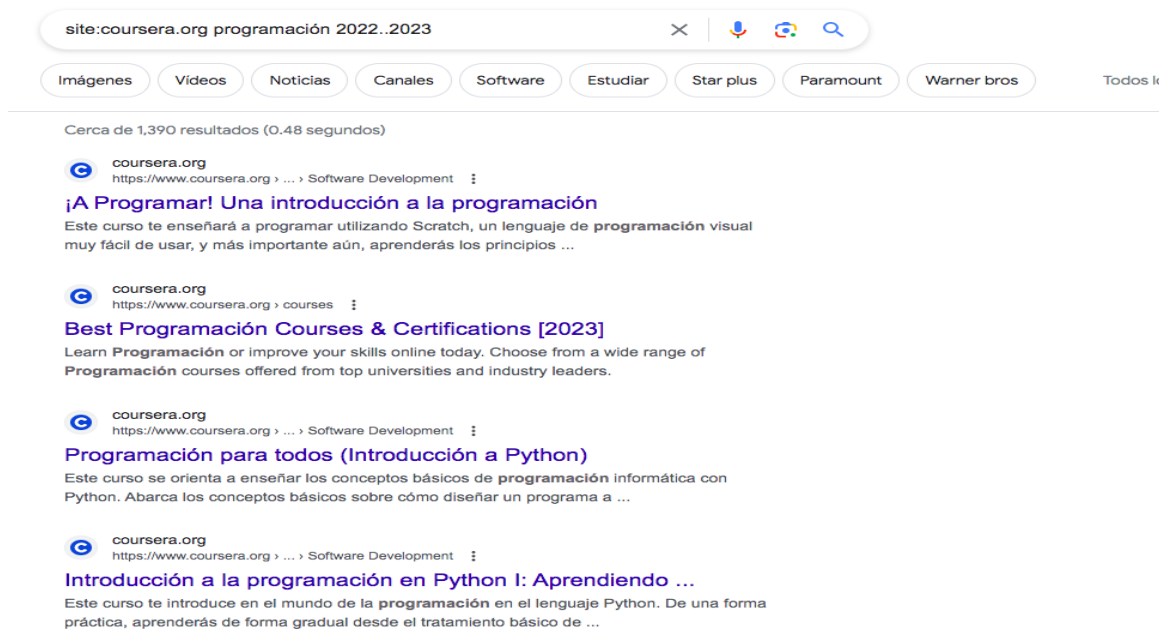 site:coursera.org programación 2022..2023
Imágenes Vídeos Noticias Canales Software Estudiar Star plus Paramount Warner bros Todos
Cerca de 1,390 resultados (0.48 segundos)
coursera.org
https://www.coursera.org › ... › Software Development
¡A Programar! Una introducción a la programación
Este curso te enseñará a programar utilizando Scratch, un lenguaje de programación visual
muy fácil de usar, y más importante aún, aprenderás los principios ...
coursera.org
https://www.coursera.org › courses
Best Programación Courses & Certifications [2023]
Learn Programación or improve your skills online today. Choose from a wide range of
Programación courses offered from top universities and industry leaders.
coursera.org
https://www.coursera.org › ... › Software Development
Programación para todos (Introducción a Python)
Este curso se orienta a enseñar los conceptos básicos de programación informática con
Python. Abarca los conceptos básicos sobre cómo diseñar un programa a ...
coursera.org
https://www.coursera.org › ... › Software Development
Introducción a la programación en Python I: Aprendiendo ...
Este curso te introduce en el mundo de la programación en el lenguaje Python. De una forma
práctica, aprenderás de forma gradual desde el tratamiento básico de ...